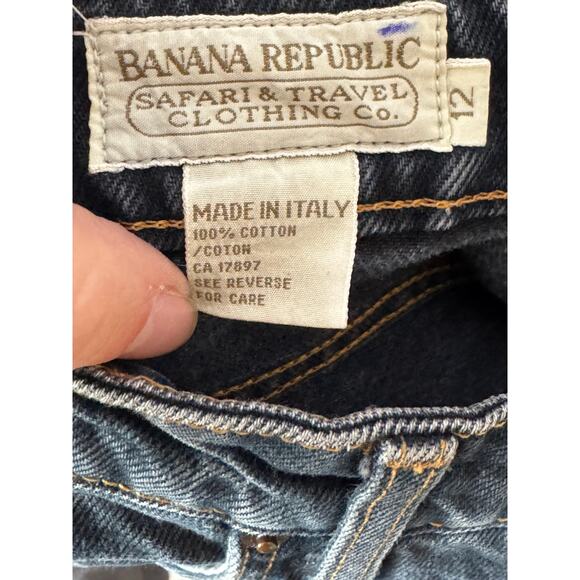 BANANA REPUBLIC
SAFARI & TRAVEL
CLOTHING Co.
12
MADE IN ITALY
100% COTTON
/COTON
CA 17897
SEE REVERSE
FOR CARE